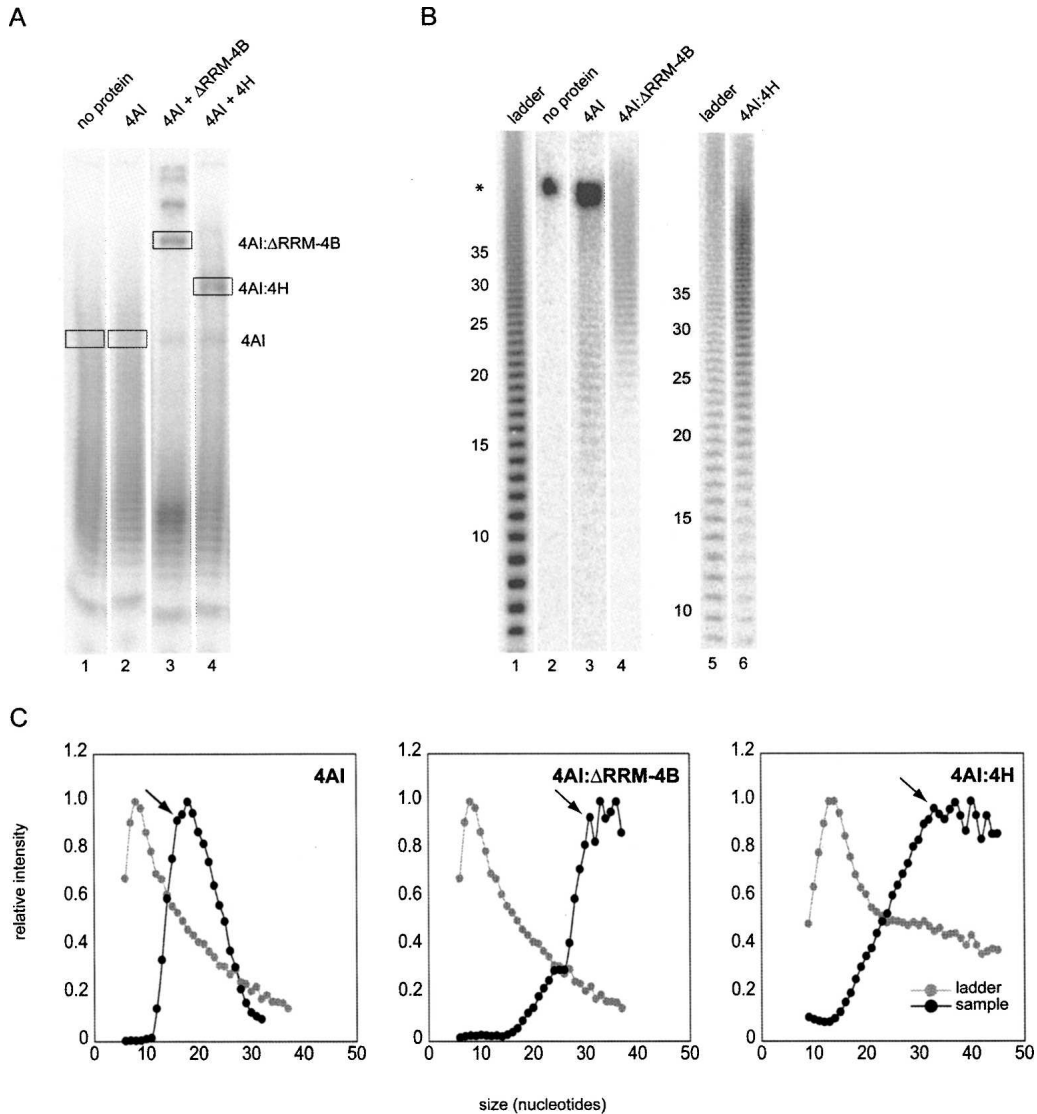 A
no protein
4AI
4AI + ΔRRM-4B
4AI + 4H
4AI:ΔRRM-4B
4AI:4H
4AI
1 2 3 4
B
ladder
no protein
4AI
4AI:ΔRRM-4B
ladder
4AI:4H
*
35
30
25
20
15
10
35
30
25
20
15
10
1 2 3 4 5 6
C
relative intensity
4AI
1.2
1.0
0.8
0.6
0.4
0.2
0
0 10 20 30 40 50
4AI:ΔRRM-4B
1.2
1.0
0.8
0.6
0.4
0.2
0
0 10 20 30 40 50
4AI:4H
1.2
1.0
0.8
0.6
0.4
0.2
0
0 10 20 30 40 50
ladder
sample
size (nucleotides)